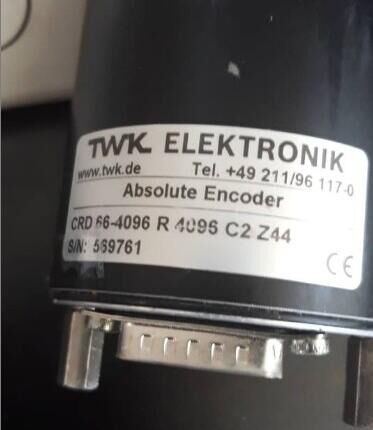 TWK ELEKTRONIK
www.twk.de Tel. +49 211/96 117-0
Absolute Encoder
CRD 66-4096 R 4096 C2 Z44
S/N: 569761
CE